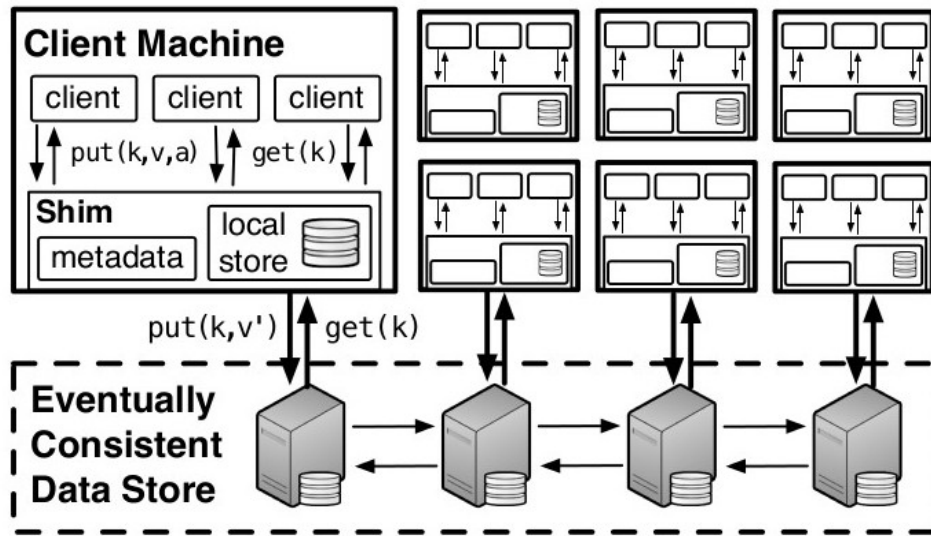 Client Machine
client client client
put(k,v,a) get(k)
Shim
metadata
local
store
put(k,v') get(k)
Eventually
Consistent
Data Store